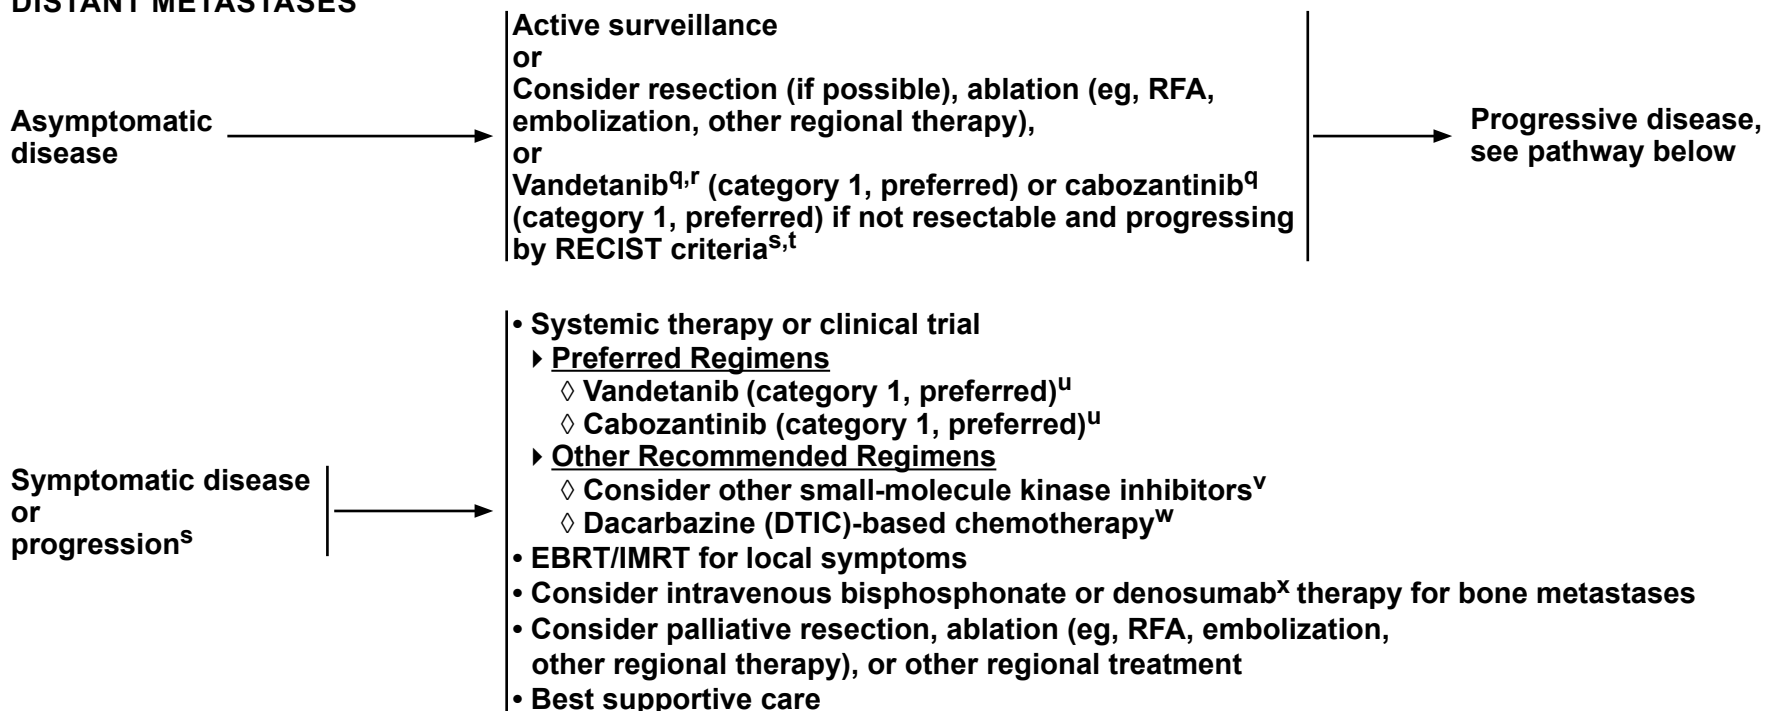 DISTANT METASTASES
Asymptomatic
disease
Active surveillance
or
Consider resection (if possible), ablation (eg, RFA,
embolization, other regional therapy),
or
Vandetanibq,r (category 1, preferred) or cabozantinibq
(category 1, preferred) if not resectable and progressing
by RECIST criterias,t
Progressive disease,
see pathway below
Symptomatic disease
or
progressions
• Systemic therapy or clinical trial
Preferred Regimens
◊ Vandetanib (category 1, preferred)u
◊ Cabozantinib (category 1, preferred)u
Other Recommended Regimens
◊ Consider other small-molecule kinase inhibitorsv
◊ Dacarbazine (DTIC)-based chemotherapyw
• EBRT/IMRT for local symptoms
• Consider intravenous bisphosphonate or denosumabx therapy for bone metastases
• Consider palliative resection, ablation (eg, RFA, embolization,
other regional therapy), or other regional treatment
• Best supportive care